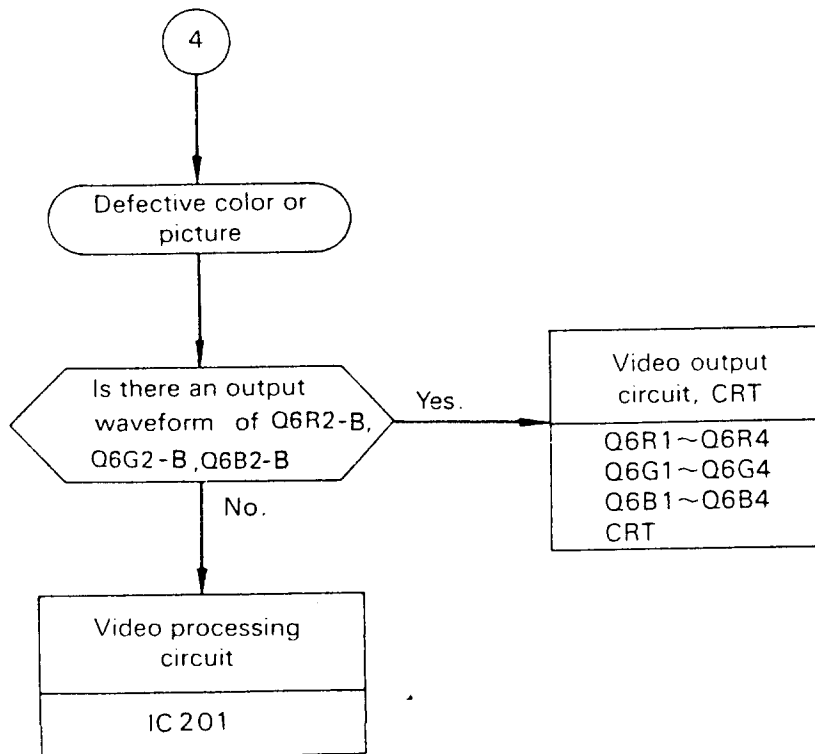 4
Defective color or
picture
Is there an output
waveform of Q6R2-B,
Q6G2-B,Q6B2-B
Yes.
No.
Video output
circuit, CRT
Q6R1~Q6R4
Q6G1~Q6G4
Q6B1~Q6B4
CRT
Video processing
circuit
IC201